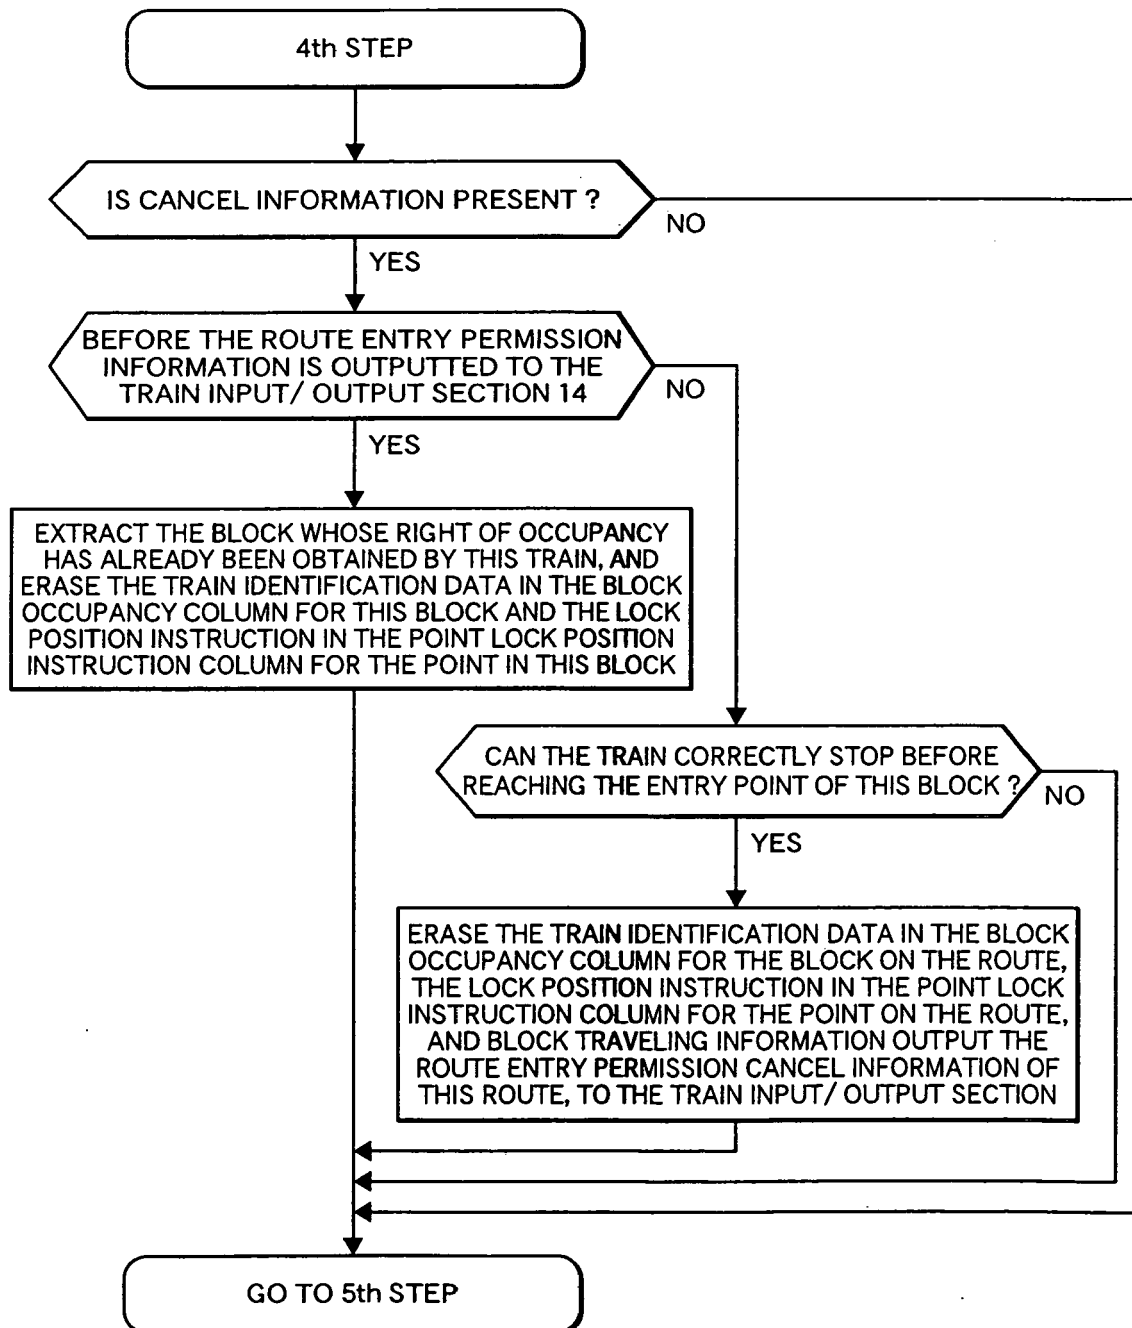 4th STEP
IS CANCEL INFORMATION PRESENT ?
NO
YES
BEFORE THE ROUTE ENTRY PERMISSION
INFORMATION IS OUTPUTTED TO THE
TRAIN INPUT/ OUTPUT SECTION 14
NO
YES
EXTRACT THE BLOCK WHOSE RIGHT OF OCCUPANCY
HAS ALREADY BEEN OBTAINED BY THIS TRAIN, AND
ERASE THE TRAIN IDENTIFICATION DATA IN THE BLOCK
OCCUPANCY COLUMN FOR THIS BLOCK AND THE LOCK
POSITION INSTRUCTION IN THE POINT LOCK POSITION
INSTRUCTION COLUMN FOR THE POINT IN THIS BLOCK
CAN THE TRAIN CORRECTLY STOP BEFORE
REACHING THE ENTRY POINT OF THIS BLOCK ?
NO
YES
ERASE THE TRAIN IDENTIFICATION DATA IN THE BLOCK
OCCUPANCY COLUMN FOR THE BLOCK ON THE ROUTE,
THE LOCK POSITION INSTRUCTION IN THE POINT LOCK
INSTRUCTION COLUMN FOR THE POINT ON THE ROUTE,
AND BLOCK TRAVELING INFORMATION OUTPUT THE
ROUTE ENTRY PERMISSION CANCEL INFORMATION OF
THIS ROUTE, TO THE TRAIN INPUT/ OUTPUT SECTION
GO TO 5th STEP